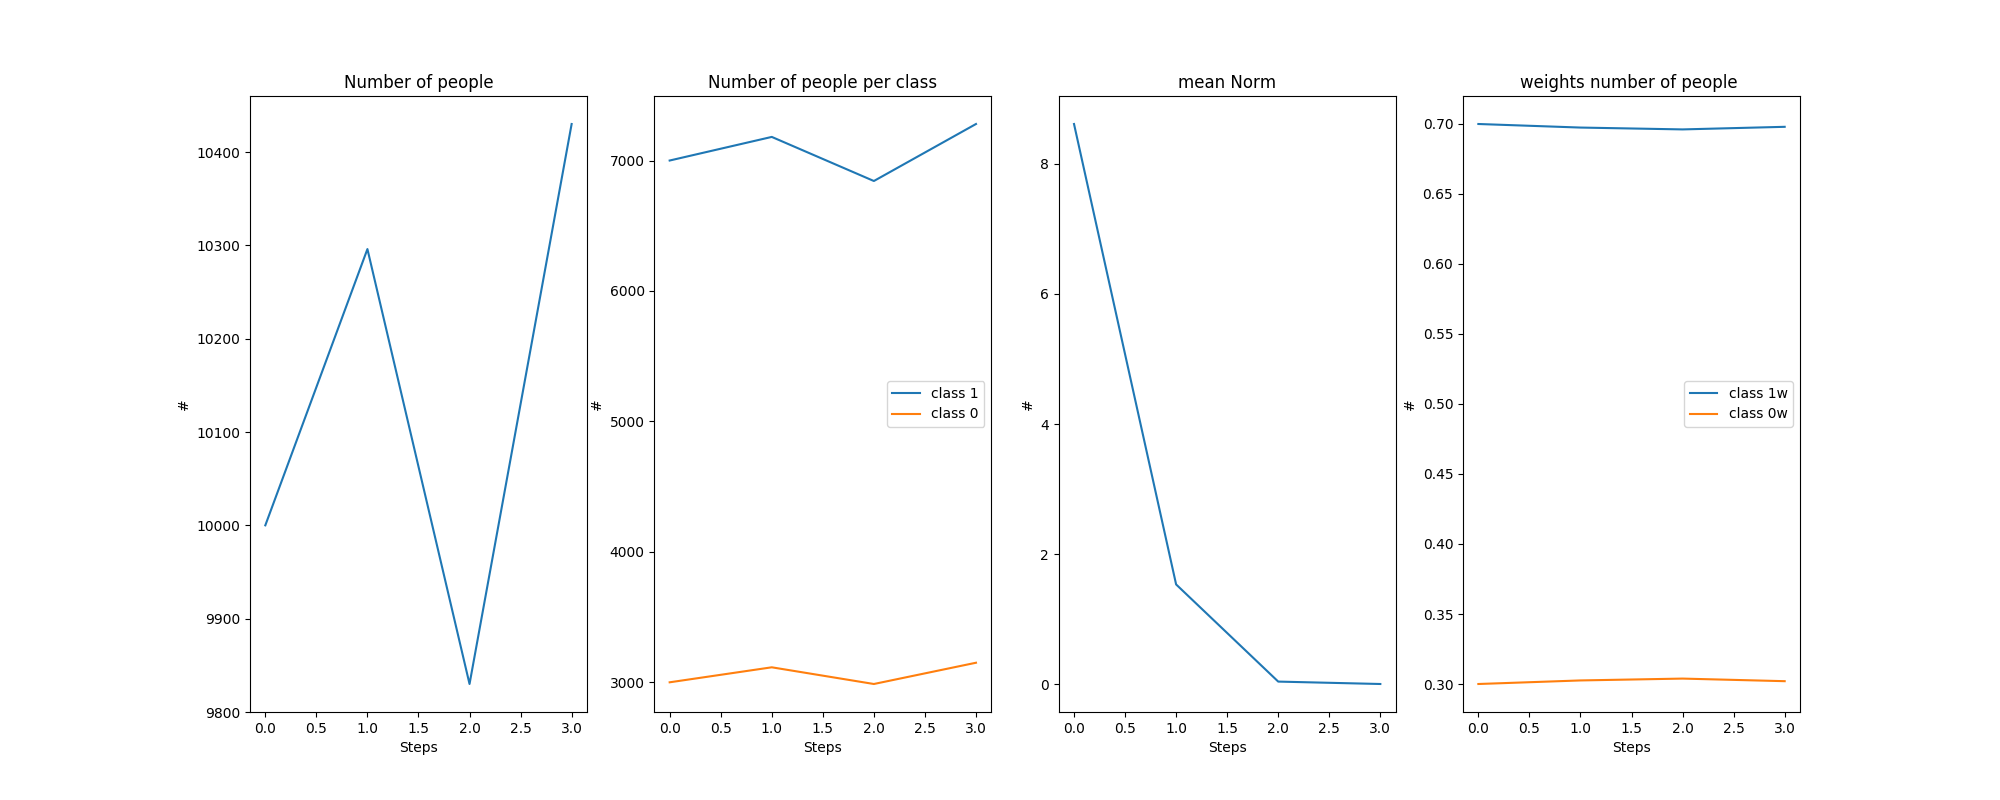 Number of people
10400
10300
10200
10100
10000
9900
9800
#
0.0 0.5 1.0 1.5 2.0 2.5 3.0
Steps
Number of people per class
7000
6000
5000
4000
3000
#
class 1
class 0
0.0 0.5 1.0 1.5 2.0 2.5 3.0
Steps
mean Norm
8
6
4
2
0
#
0.0 0.5 1.0 1.5 2.0 2.5 3.0
Steps
weights number of people
0.70
0.65
0.60
0.55
0.50
0.45
0.40
0.35
0.30
#
class 1w
class 0w
0.0 0.5 1.0 1.5 2.0 2.5 3.0
Steps